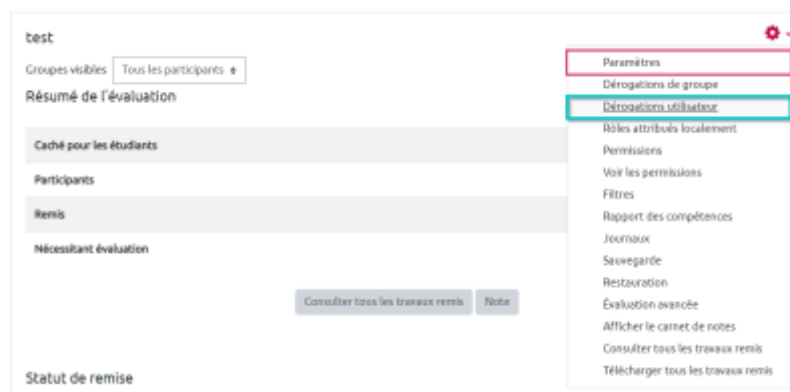 test
Groupes visibles Tous les participants
Résumé de l'évaluation
Caché pour les étudiants
Participants
Remis
Nécessitant évaluation
Consulter tous les travaux remis Note
Statut de remise
Paramètres
Dérogations de groupe
Dérogations utilisateur
Rôles attribués localement
Permissions
Voir les permissions
Filtres
Rapport des compétences
Journaux
Sauvegarde
Restauration
Évaluation avancée
Afficher le carnet de notes
Consulter tous les travaux remis
Télécharger tous les travaux remis